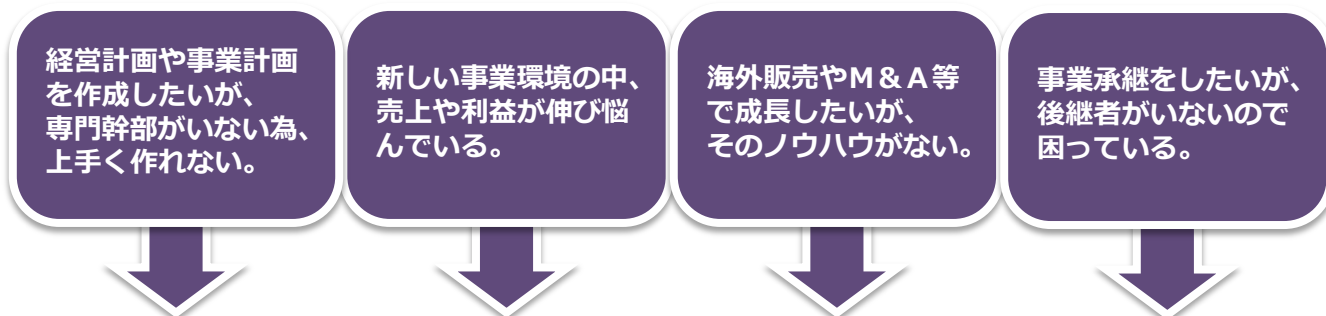 経営計画や事業計画
を作成したいが、
専門幹部がいない為、
上手く作れない。
新しい事業環境の中、
売上や利益が伸び悩
んでいる。
海外販売やＭ＆Ａ等
で成長したいが、
そのノウハウがない。
事業承継をしたいが、
後継者がいないので
困っている。